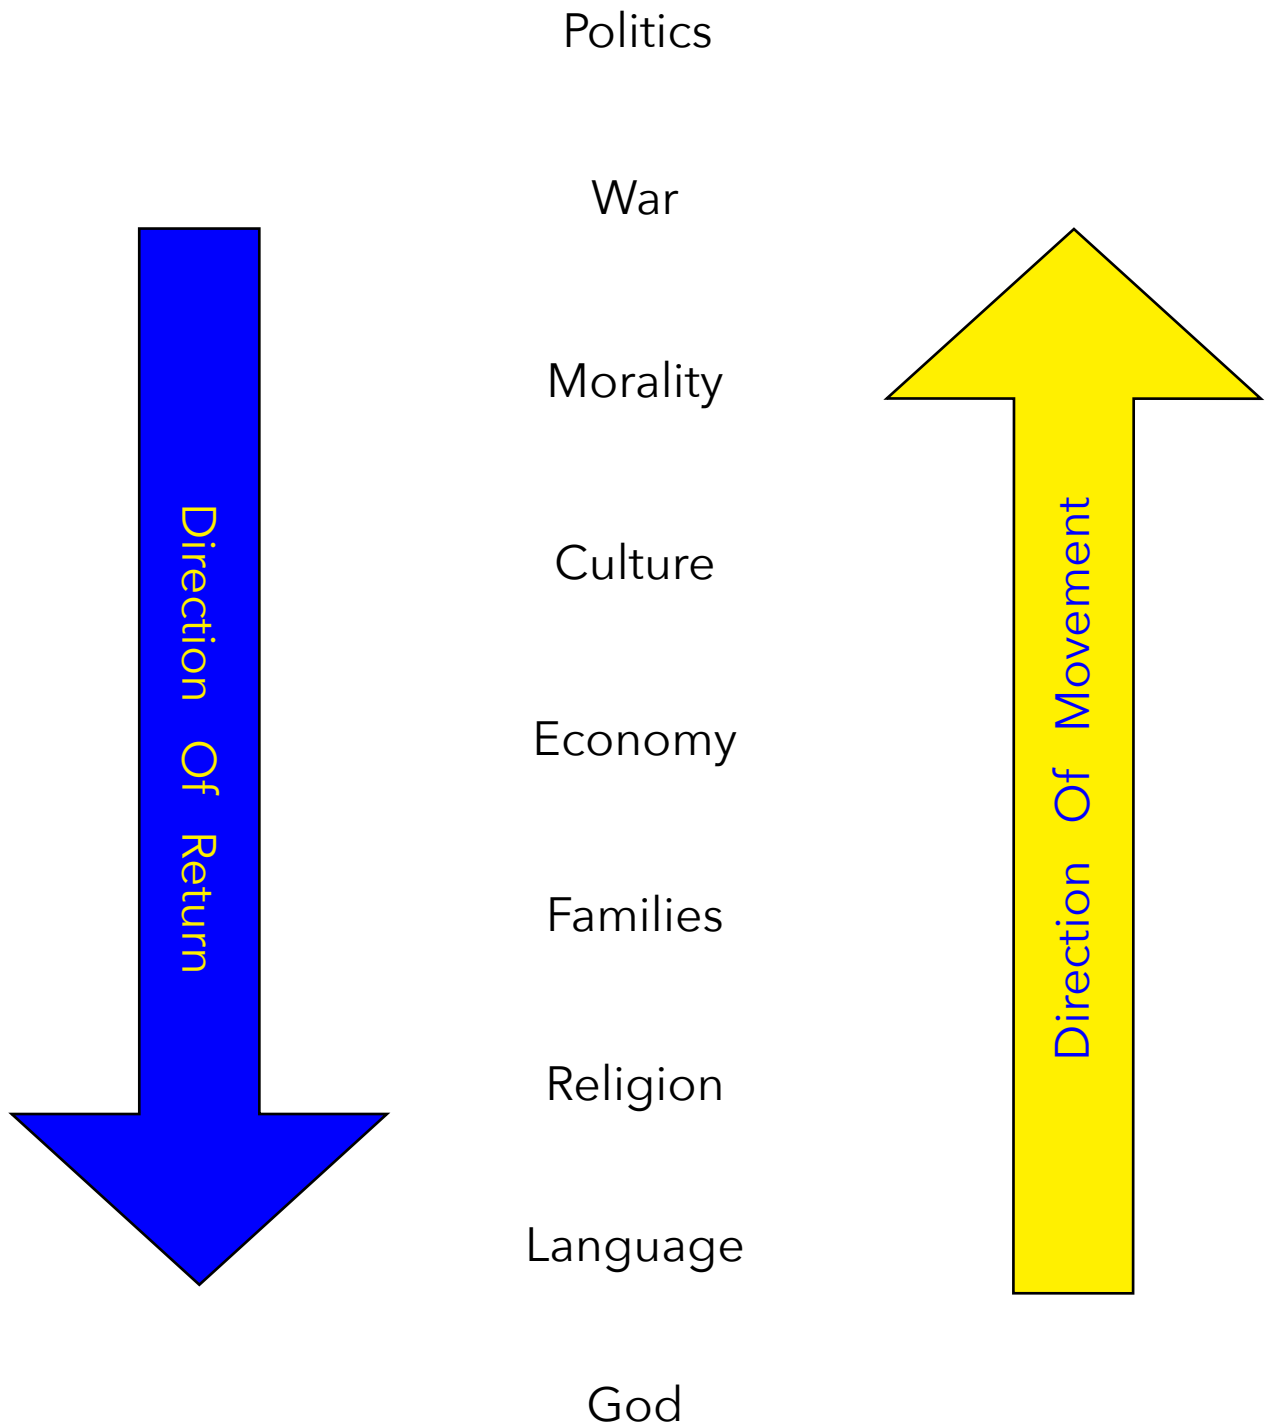 Politics
War
Morality
Culture
Economy
Families
Religion
Language
God
Direction Of Return
Direction Of Movement